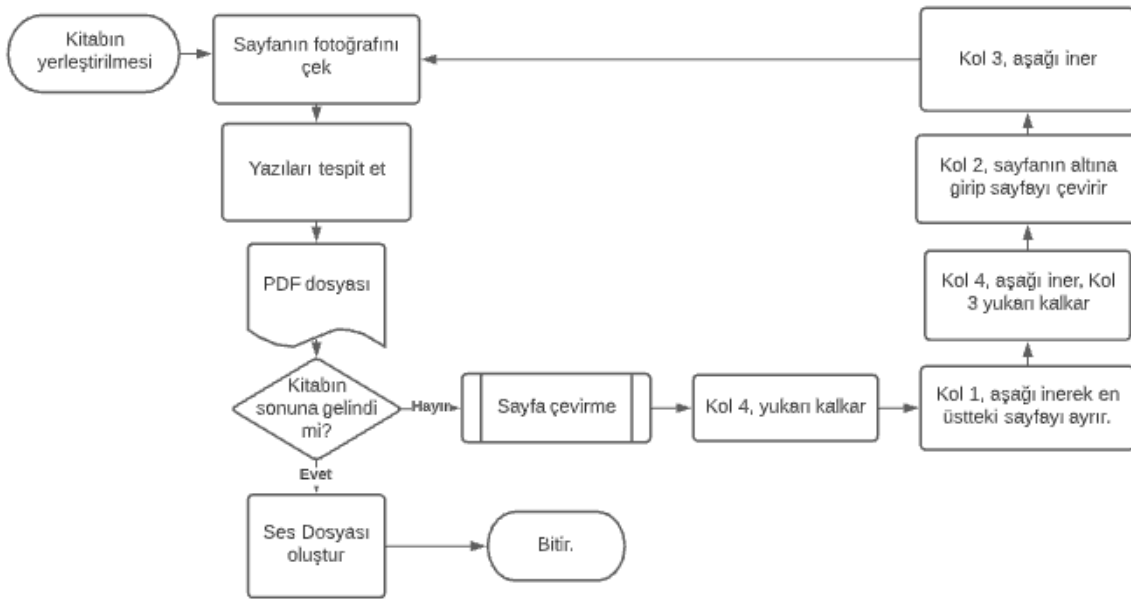 Kitabın
yerleştirilmesi
Sayfanın fotoğrafını
çek
Yazıları tespit et
PDF dosyası
Kitabın
sonuna gelindi
mi?
Hayın
Sayfa çevirme
Kol 4, yukarı kalkar
Kol 1, aşağı inerek en
üstteki sayfayı ayrır.
Kol 4, aşağı iner, Kol
3 yukarı kalkar
Kol 2, sayfanın altına
girip sayfayı çevirir
Kol 3, aşağı iner
Evet
Ses Dosyası
oluştur
Bitir.